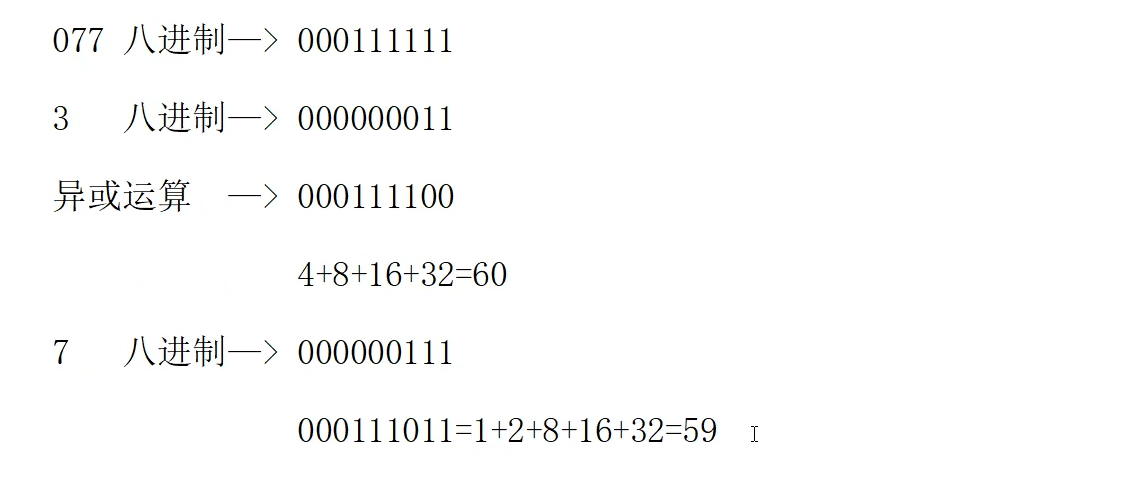 077 八进制—> 000111111
3 八进制—> 000000011
异或运算 —> 000111100
4+8+16+32=60
7 八进制—> 000000111
000111011=1+2+8+16+32=59